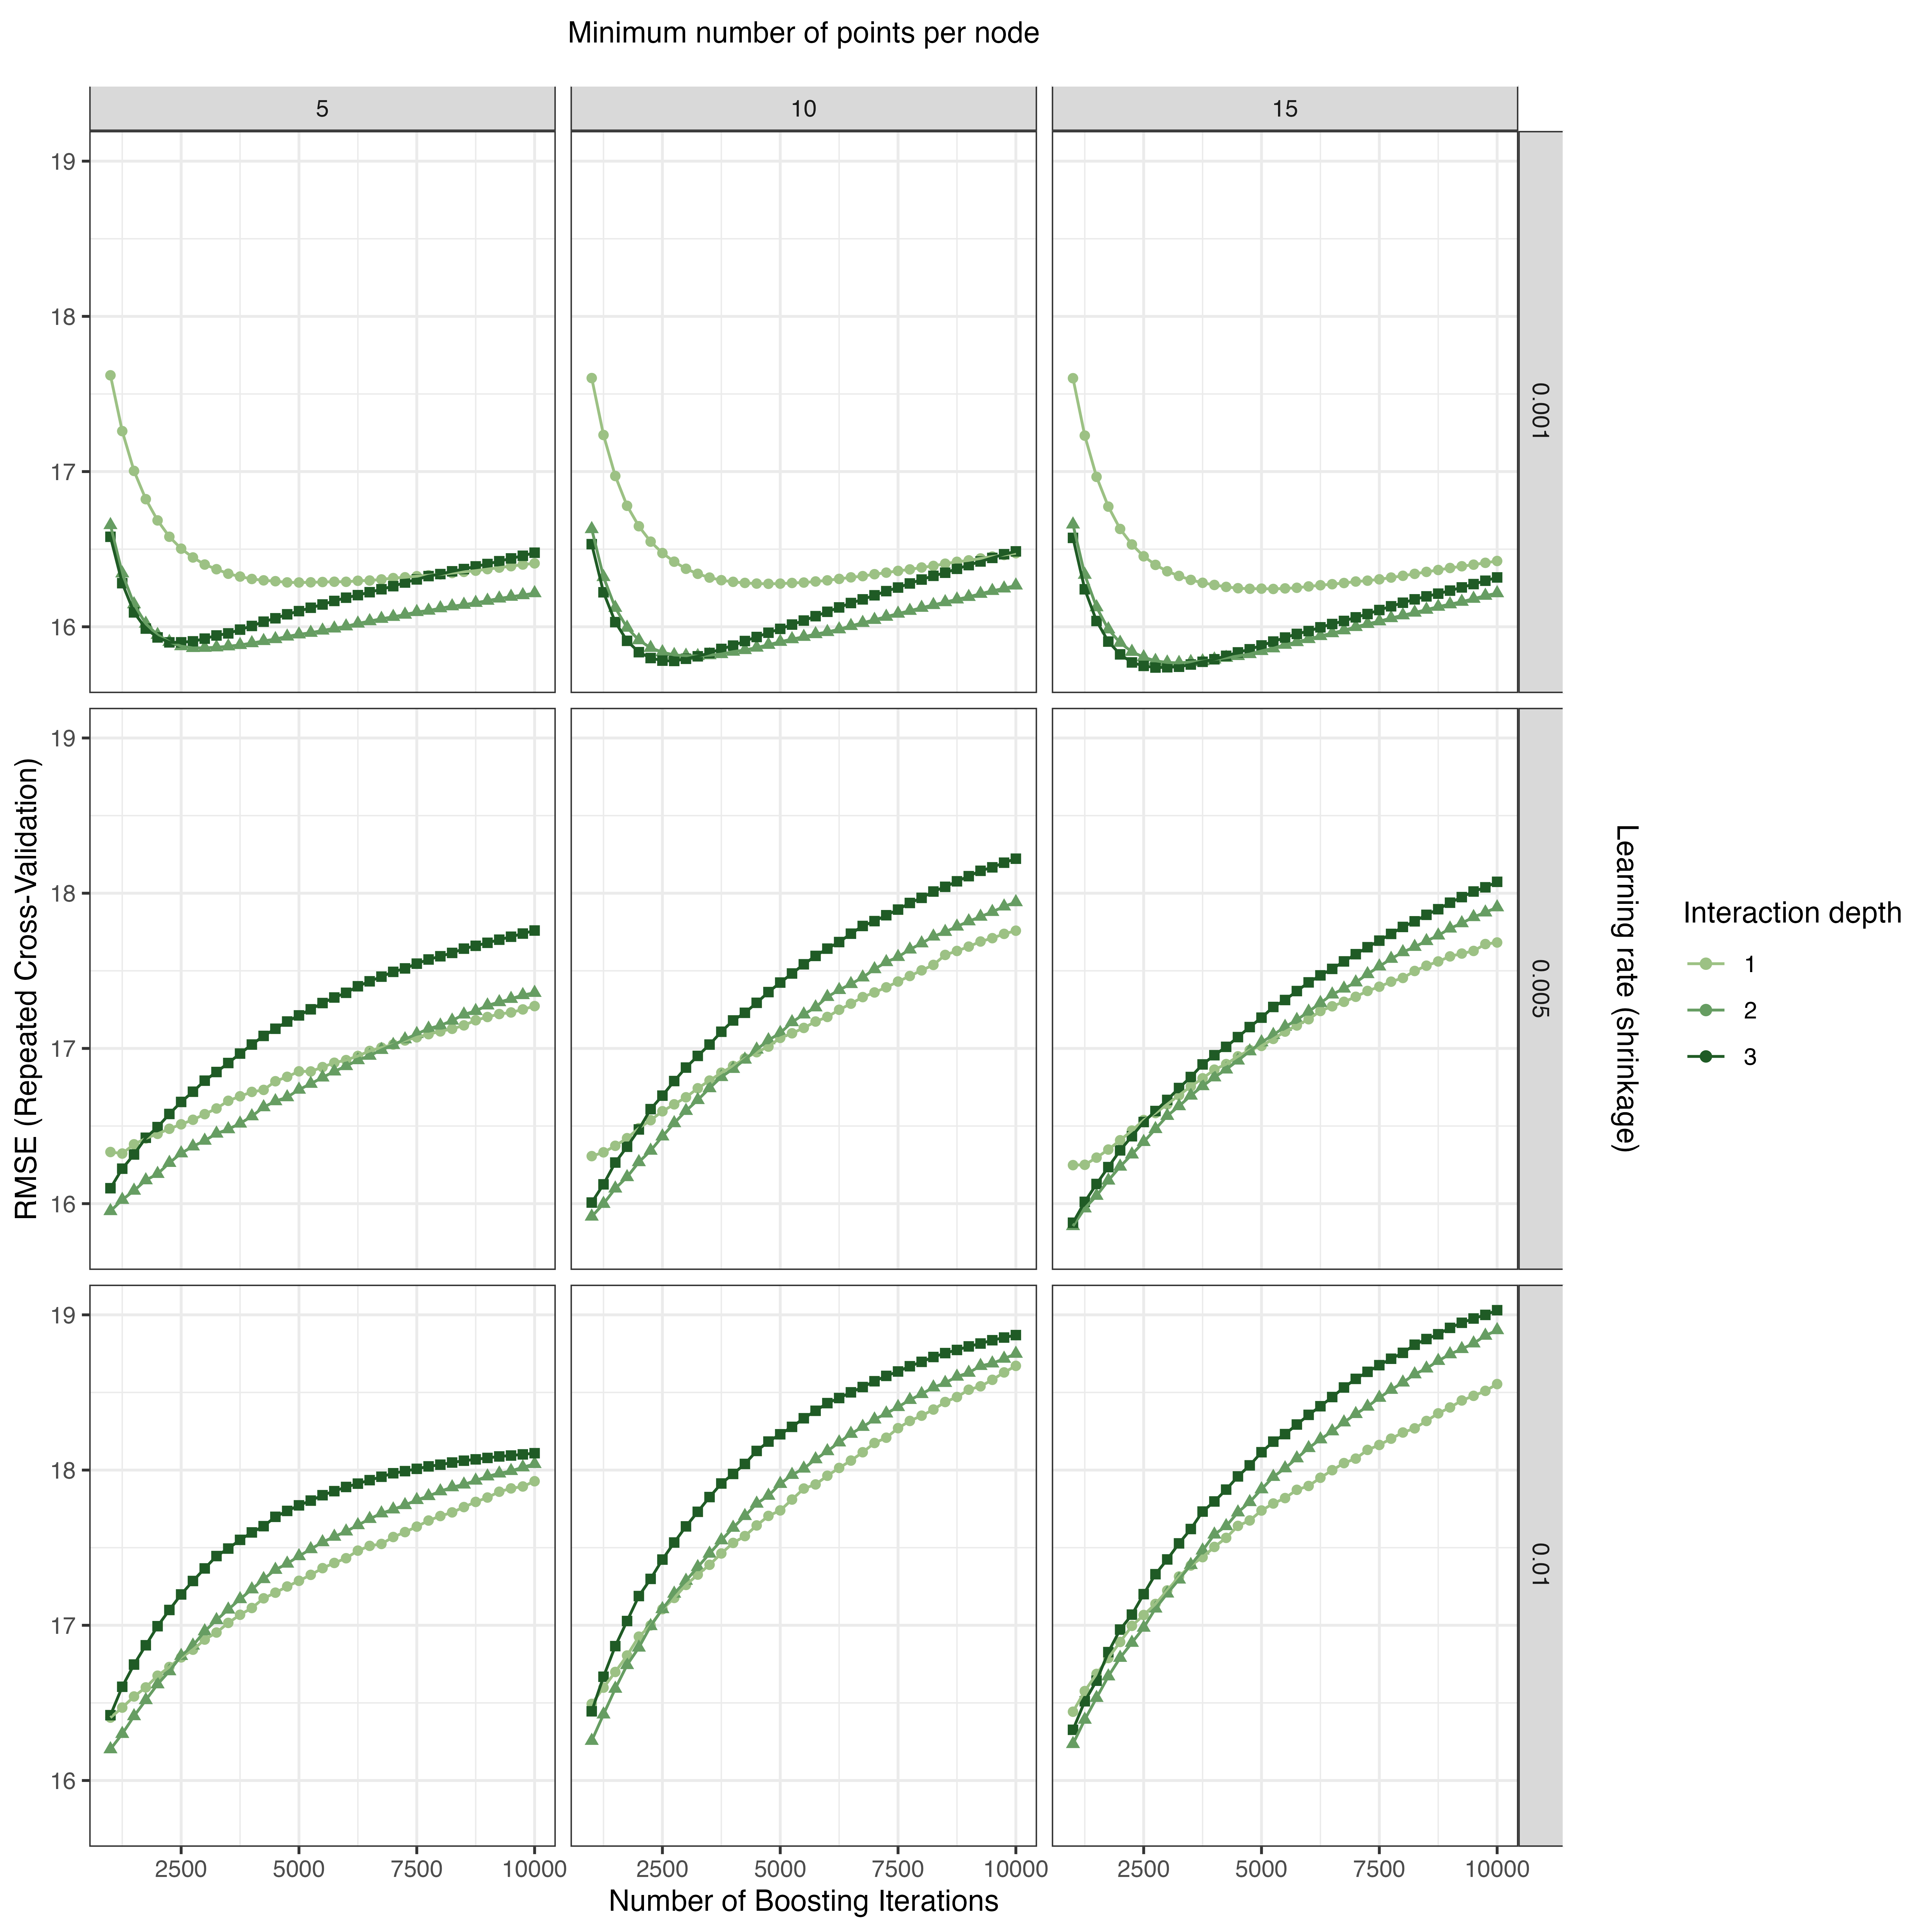 Minimum number of points per node
5
10
15
19
18
17
16
0.001
19
18
17
16
0.005
19
18
17
16
0.01
RMSE (Repeated Cross-Validation)
Learning rate (shrinkage)
Interaction depth
1
2
3
2500 5000 7500 10000
2500 5000 7500 10000
2500 5000 7500 10000
Number of Boosting Iterations